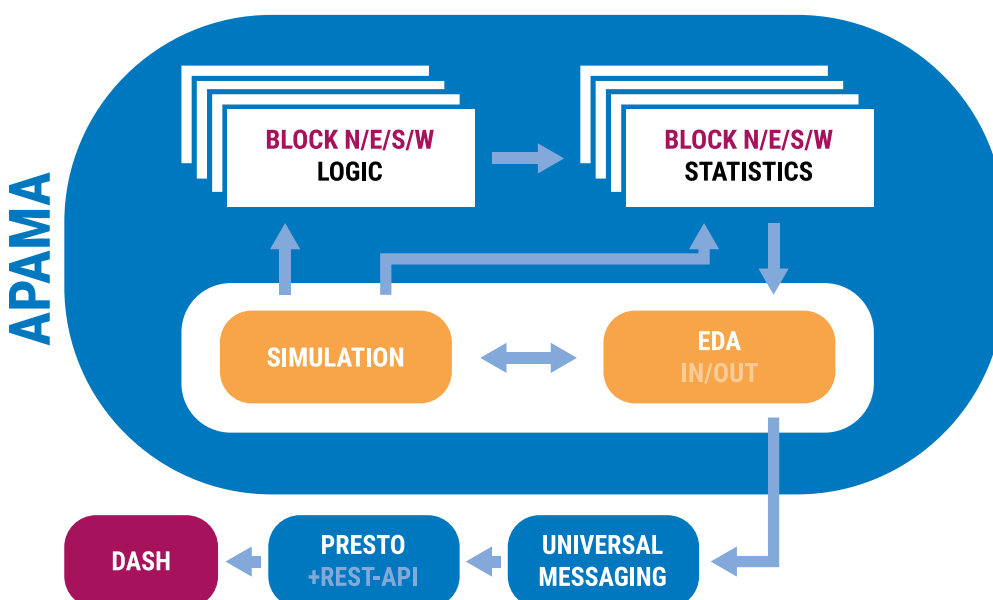 APAMA
BLOCK N/E/S/W
LOGIC
BLOCK N/E/S/W
STATISTICS
SIMULATION
EDA
IN/OUT
DASH
PRESTO
+REST-API
UNIVERSAL
MESSAGING